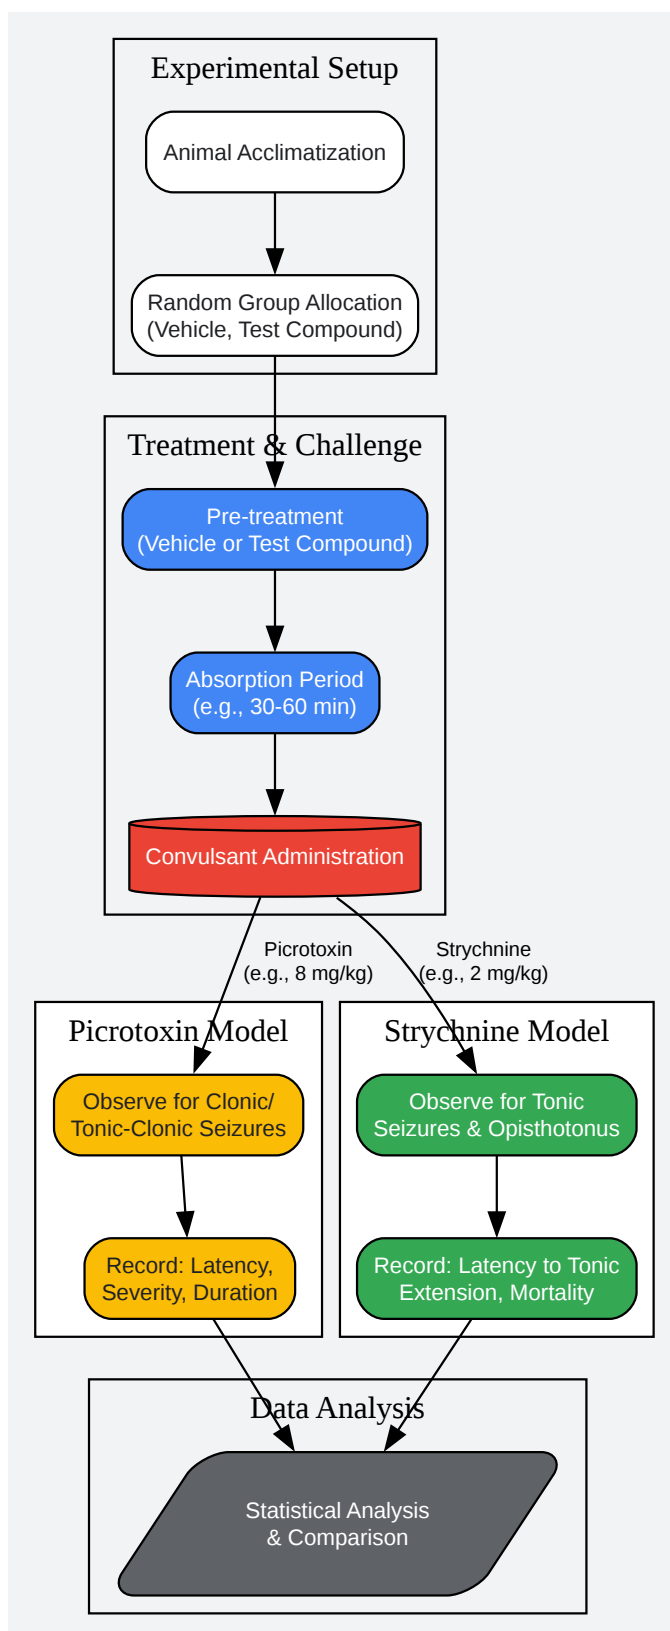 Experimental Setup
Animal Acclimatization
Random Group Allocation
(Vehicle, Test Compound)
Treatment & Challenge
Pre-treatment
(Vehicle or Test Compound)
Absorption Period
(e.g., 30-60 min)
Convulsant Administration
Picrotoxin
(e.g., 8 mg/kg)
Strychnine
(e.g., 2 mg/kg)
Picrotoxin Model
Observe for Clonic/
Tonic-Clonic Seizures
Record: Latency,
Severity, Duration
Strychnine Model
Observe for Tonic
Seizures & Opisthotonus
Record: Latency to Tonic
Extension, Mortality
Data Analysis
Statistical Analysis
& Comparison